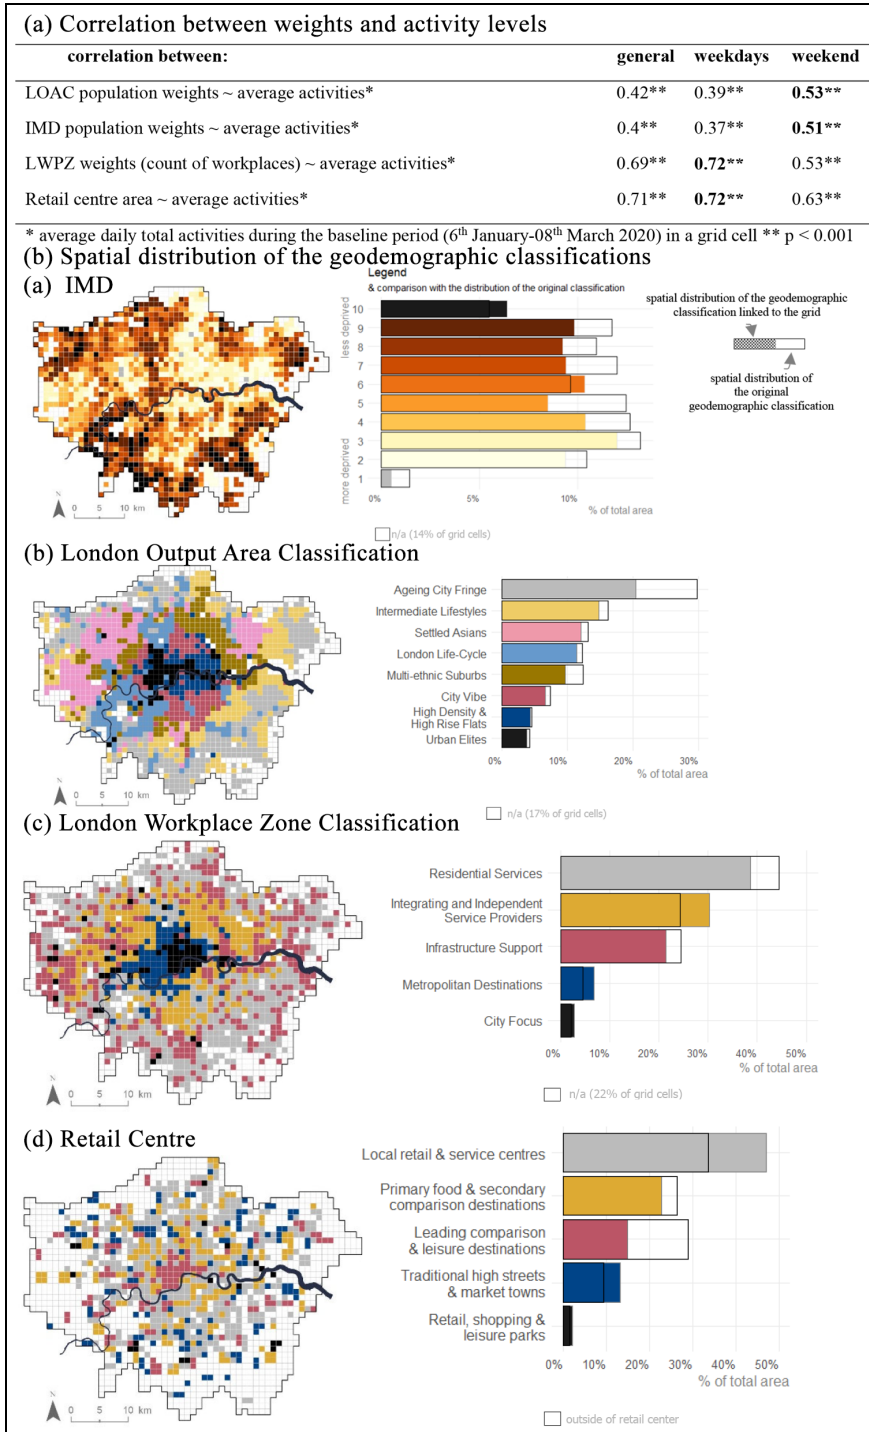 (a) Correlation between weights and activity levels
correlation between: general weekdays weekend
LOAC population weights ~ average activities* 0.42** 0.39** 0.53**
IMD population weights ~ average activities* 0.4** 0.37** 0.51**
LWPZ weights (count of workplaces) ~ average activities* 0.69** 0.72** 0.53**
Retail centre area ~ average activities* 0.71** 0.72** 0.63**
* average daily total activities during the baseline period (6th January-08th March 2020) in a grid cell ** p < 0.001
(b) Spatial distribution of the geodemographic classifications
(a) IMD
Legend
& comparison with the distribution of the original classification
less deprived
more deprived
10
9
8
7
6
5
4
3
2
1
0% 5% 10%
% of total area
n/a (14% of grid cells)
spatial distribution of the geodemographic
classification linked to the grid
spatial distribution of
the original
geodemographic classification
N
0 5 10 km
(b) London Output Area Classification
Ageing City Fringe
Intermediate Lifestyles
Settled Asians
London Life-Cycle
Multi-ethnic Suburbs
City Vibe
High Density &
High Rise Flats
Urban Elites
0% 10% 20% 30%
% of total area
n/a (17% of grid cells)
N
0 5 10 km
(c) London Workplace Zone Classification
Residential Services
Integrating and Independent
Service Providers
Infrastructure Support
Metropolitan Destinations
City Focus
0% 10% 20% 30% 40% 50%
% of total area
n/a (22% of grid cells)
N
0 5 10 km
(d) Retail Centre
Local retail & service centres
Primary food & secondary
comparison destinations
Leading comparison
& leisure destinations
Traditional high streets
& market towns
Retail, shopping &
leisure parks
0% 10% 20% 30% 40% 50%
% of total area
outside of retail center
N
0 5 10 km